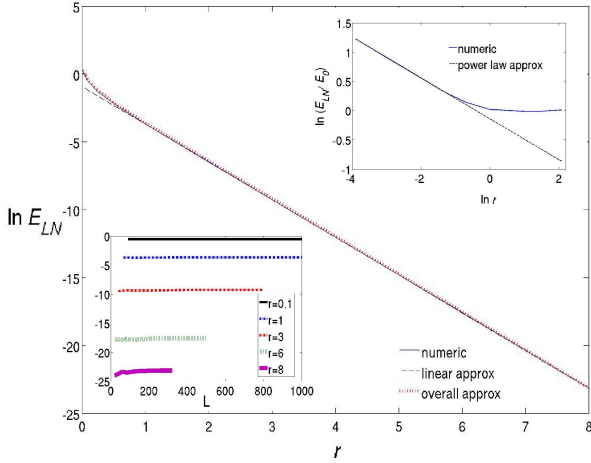 5
0
-5
-10
-15
-20
-25
0
1
2
3
4
5
6
7
8
ln E_LN
r
numeric
linear approx
overall approx
1.5
1
0.5
0
-0.5
-1
-4
-2
0
2
ln (E_LN/ E_0)
ln r
numeric
power law approx
0
-5
-10
-15
-20
-25
0
200
400
600
800
1000
L
r=0.1
r=1
r=3
r=6
r=8